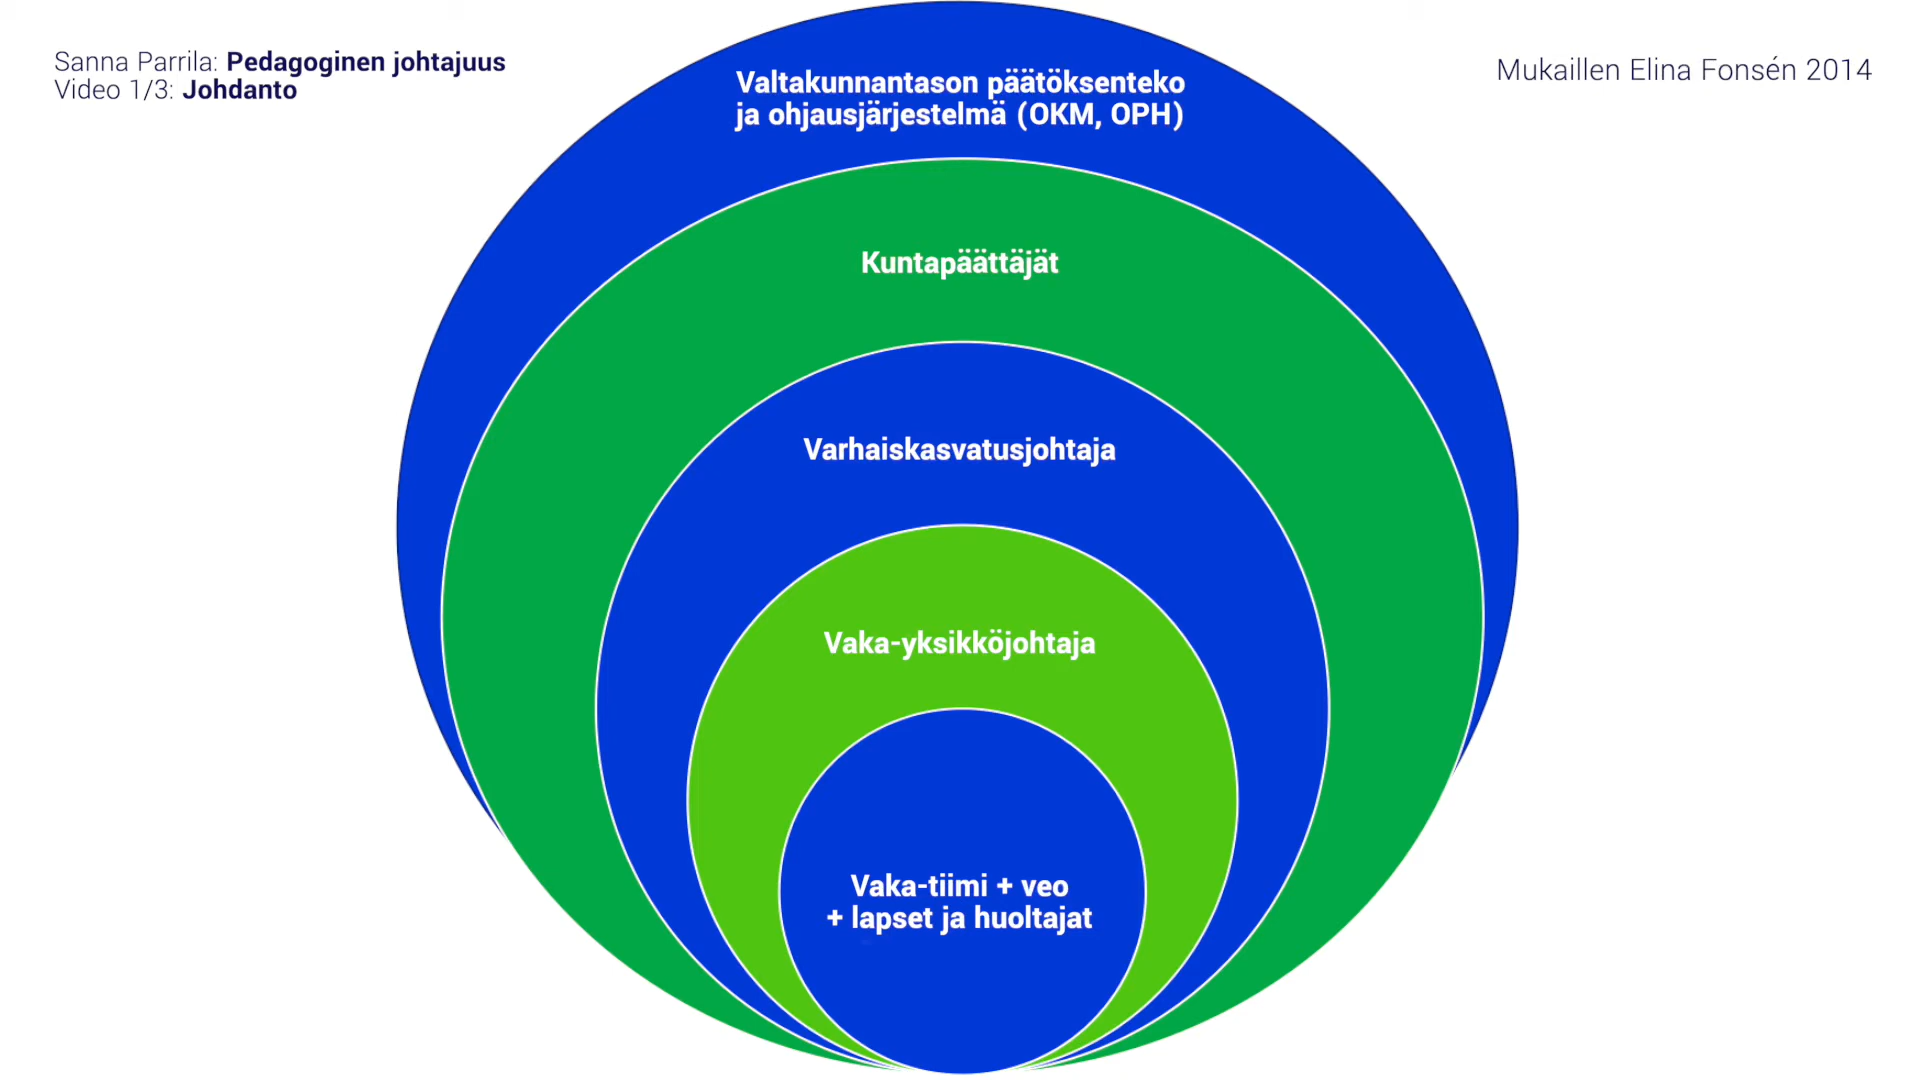 Sanna Parrila: Pedagoginen johtajuus
Video 1/3: Johdanto
Mukaillen Elina Fonsén 2014
Valtakunnantason päätöksenteko
ja ohjausjärjestelmä (OKM, OPH)
Kuntapäättäjät
Varhaiskasvatusjohtaja
Vaka-yksikköjohtaja
Vaka-tiimi + veo
+ lapset ja huoltajat